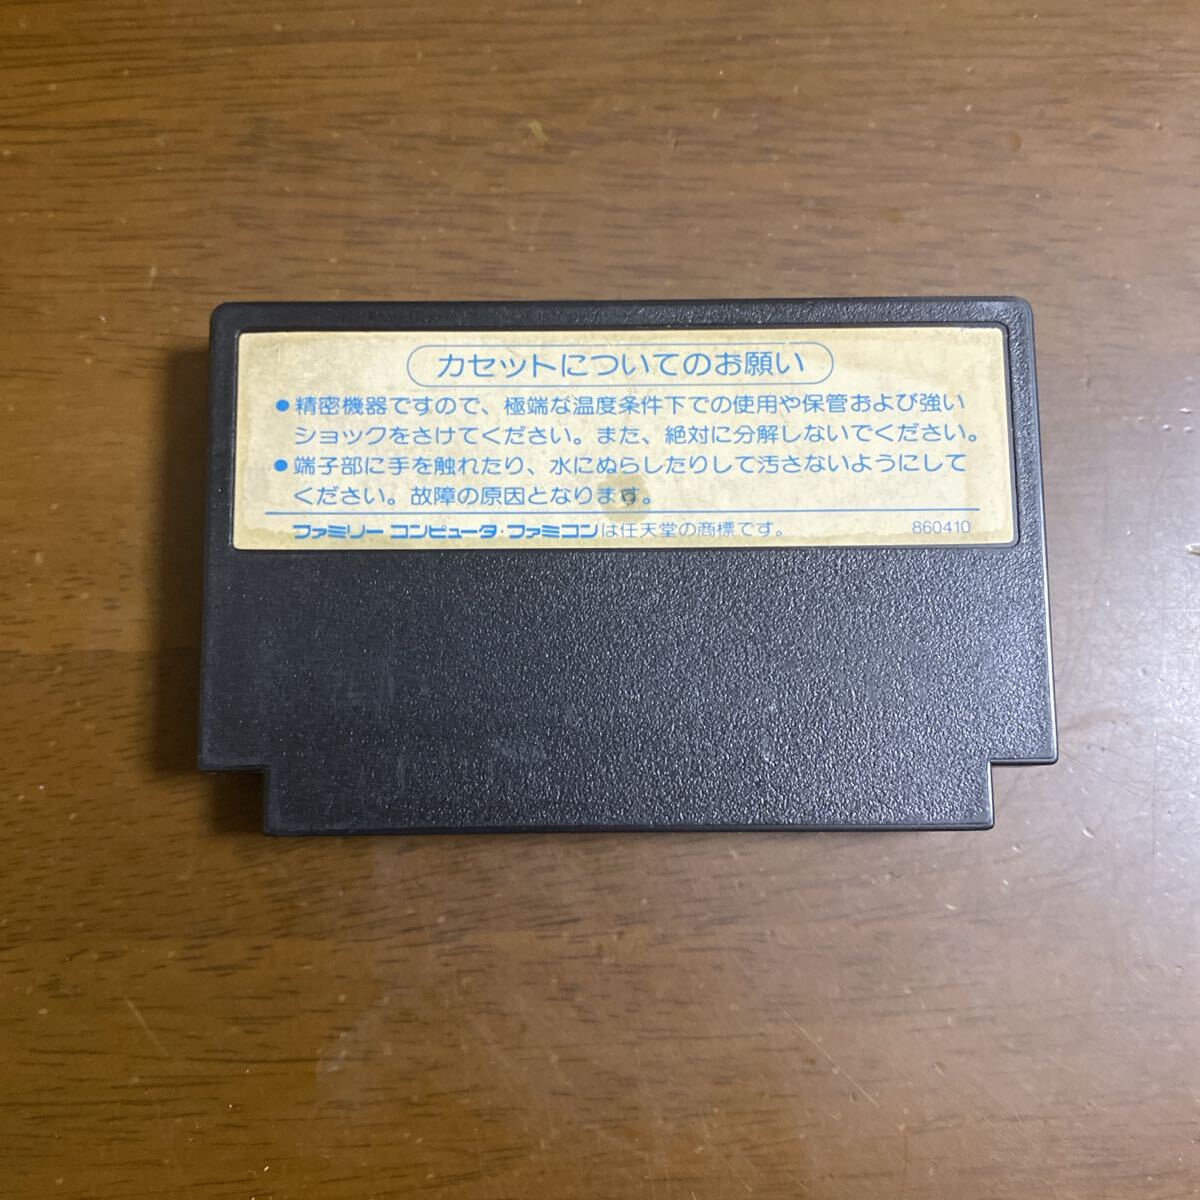 カセットについてのお願い
●精密機器ですので、極端な温度条件下での使用や保管および強い
ショックをさけてください。また、絶対に分解しないでください。
●端子部に手を触れたり、水にぬらしたりして汚さないようにして
ください。故障の原因となります。
ファミリー コンピュータ・ファミコンは任天堂の商標です。 860410